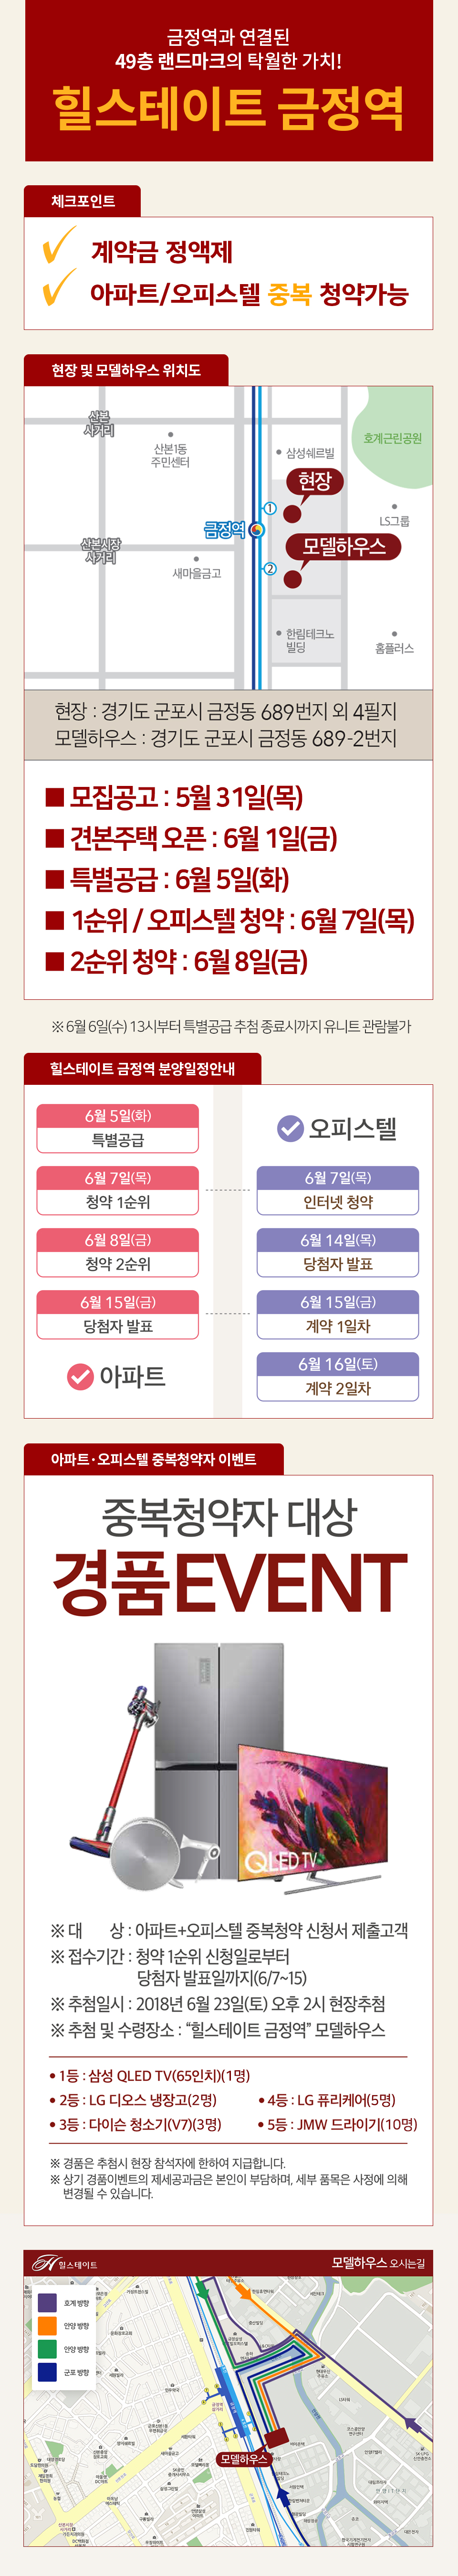 금정역과 연결된
49층 랜드마크의 탁월한 가치!
힐스테이트 금정역
체크포인트
계약금 정액제
아파트/오피스텔 중복 청약가능
현장 및 모델하우스 위치도
산본
사거리
산본1동
주민센터
삼성쉐르빌
호계근린공원
현장
1
LS그룹
금정역
산본시장
사거리
모델하우스
새마을금고
2
한림테크노
빌딩
홈플러스
현장 : 경기도 군포시 금정동 689번지 외 4필지
모델하우스 : 경기도 군포시 금정동 689-2번지
■ 모집공고 : 5월 31일(목)
■ 견본주택 오픈 : 6월 1일(금)
■ 특별공급 : 6월 5일(화)
■ 1순위 / 오피스텔 청약 : 6월 7일(목)
■ 2순위 청약 : 6월 8일(금)
※ 6월 6일(수) 13시부터 특별공급 추첨 종료시까지 유니트 관람불가
힐스테이트 금정역 분양일정안내
6월 5일(화)
특별공급
6월 7일(목)
청약 1순위
6월 8일(금)
청약 2순위
6월 15일(금)
당첨자 발표
아파트
오피스텔
6월 7일(목)
인터넷 청약
6월 14일(목)
당첨자 발표
6월 15일(금)
계약 1일차
6월 16일(토)
계약 2일차
아파트·오피스텔 중복청약자 이벤트
중복청약자 대상
경품EVENT
QLED TV
※ 대 상 : 아파트+오피스텔 중복청약 신청서 제출고객
※ 접수기간 : 청약 1순위 신청일로부터
당첨자 발표일까지(6/7~15)
※ 추첨일시 : 2018년 6월 23일(토) 오후 2시 현장추첨
※ 추첨 및 수령장소 : “힐스테이트 금정역” 모델하우스
• 1등 : 삼성 QLED TV(65인치)(1명)
• 2등 : LG 디오스 냉장고(2명) • 4등 : LG 퓨리케어(5명)
• 3등 : 다이슨 청소기(V7)(3명) • 5등 : JMW 드라이기(10명)
※ 경품은 추첨시 현장 참석자에 한하여 지급합니다.
※ 상기 경품이벤트의 제세공과금은 본인이 부담하며, 세부 품목은 사정에 의해
변경될 수 있습니다.
힐스테이트
모델하우스 오시는길
호계 방향
안양 방향
안양 방향
군포 방향
모델하우스